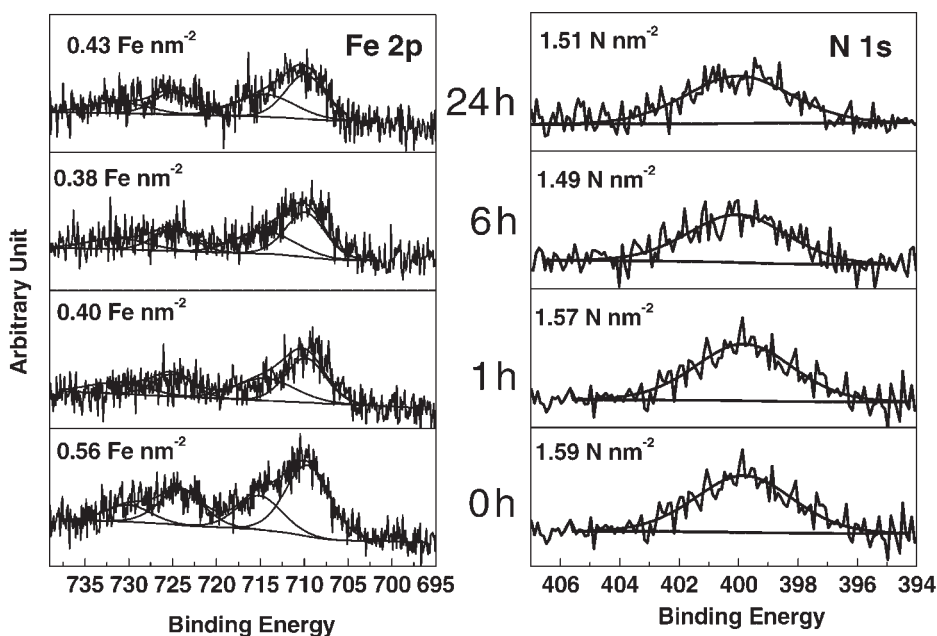 0.43 Fe nm⁻² Fe 2p
0.38 Fe nm⁻²
0.40 Fe nm⁻²
0.56 Fe nm⁻²
Arbitrary Unit
735 730 725 720 715 710 705 700 695
Binding Energy
24h
6h
1h
0h
1.51 N nm⁻² N 1s
1.49 N nm⁻²
1.57 N nm⁻²
1.59 N nm⁻²
406 404 402 400 398 396 394
Binding Energy